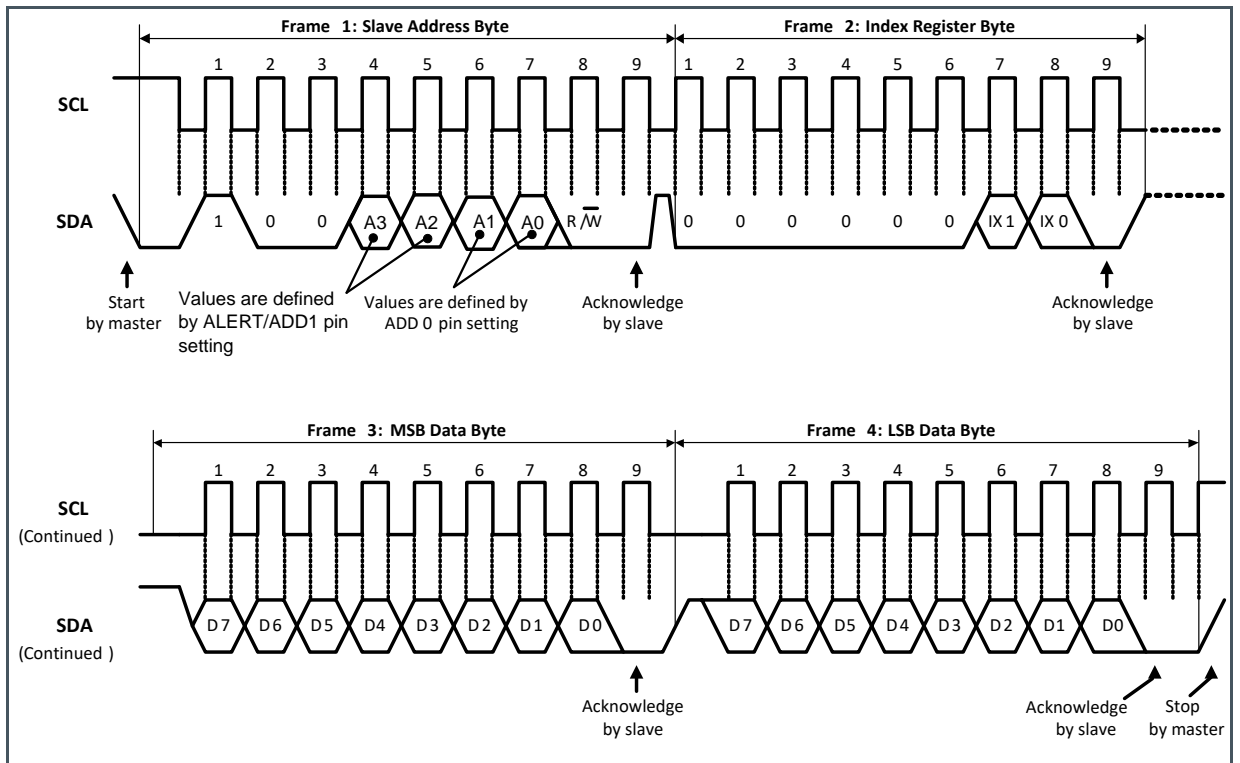 Frame 1: Slave Address Byte
Frame 2: Index Register Byte
1 2 3 4 5 6 7 8 9 1 2 3 4 5 6 7 8 9
SCL
SDA
1 0 0 A3 A2 A1 A0 R /W 0 0 0 0 0 0 IX 1 IX 0
Start
by master
Values are defined
by ALERT/ADD1 pin
setting
Values are defined by
ADD 0 pin setting
Acknowledge
by slave
Acknowledge
by slave
Frame 3: MSB Data Byte
Frame 4: LSB Data Byte
1 2 3 4 5 6 7 8 9 1 2 3 4 5 6 7 8 9
SCL
(Continued )
SDA
(Continued )
D7 D6 D5 D4 D3 D2 D1 D0 D7 D6 D5 D4 D3 D2 D1 D0
Acknowledge
by slave
Acknowledge
by slave
Stop
by master